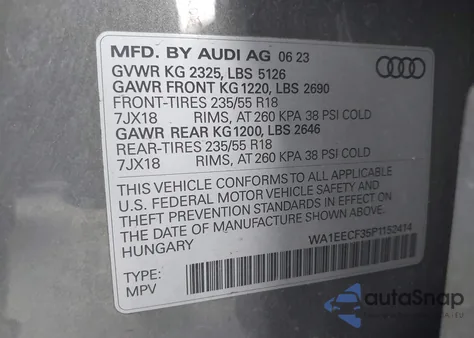 MFD. BY AUDI AG 06 23
GVWR KG 2325, LBS 5126
GAWR FRONT KG 1220, LBS 2690
FRONT-TIRES 235/55 R18
7JX18 RIMS, AT 260 KPA 38 PSI COLD
GAWR REAR KG 1200, LBS 2646
REAR-TIRES 235/55 R18
7JX18 RIMS, AT 260 KPA 38 PSI COLD
THIS VEHICLE CONFORMS TO ALL APPLICABLE
U.S. FEDERAL MOTOR VEHICLE SAFETY AND
THEFT PREVENTION STANDARDS IN EFFECT ON
THE DATE OF MANUFACTURE SHOWN ABOVE
HUNGARY
WA1EECF35P1152414
TYPE:
MPV
autoSnap